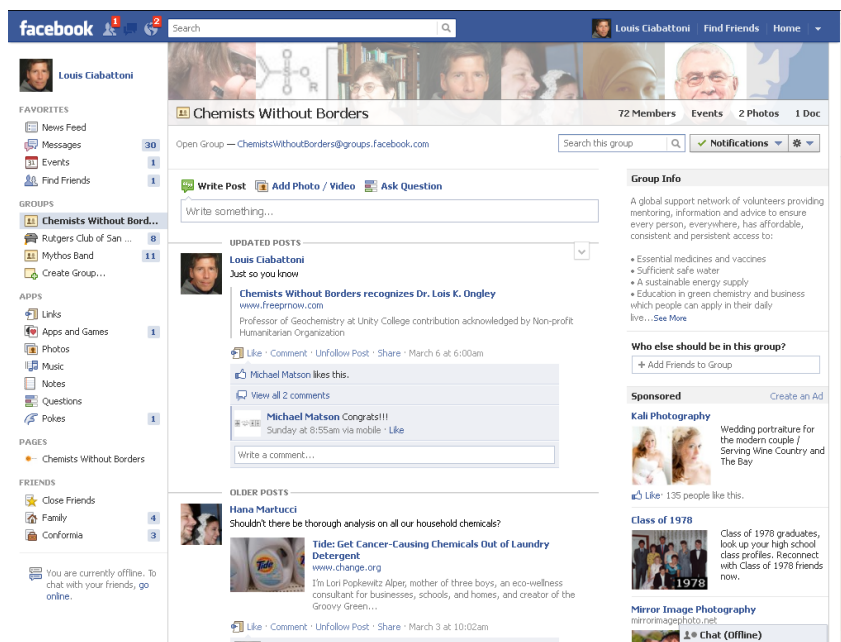 facebook
1
2
Search
Louis Ciabattoni
Find Friends
Home
Louis Ciabattoni
FAVORITES
News Feed
Messages 30
Events 1
Find Friends 1
GROUPS
Chemists Without Bord...
Rutgers Club of San ... 8
Mythos Band 11
Create Group...
APPS
Links
Apps and Games 1
Photos
Music
Notes
Questions
Pokes 1
PAGES
Chemists Without Borders
FRIENDS
Close Friends
Family 4
Conformia 3
You are currently offline. To
chat with your friends, go
online.
S
O
R
Chemists Without Borders
72 Members Events 2 Photos 1 Doc
Open Group — ChemistsWithoutBorders@groups.facebook.com
Search this group
Notifications
Write Post Add Photo / Video Ask Question
Write something...
UPDATED POSTS
Louis Ciabattoni
Just so you know
Chemists Without Borders recognizes Dr. Lois K. Ongley
www.freeprnow.com
Professor of Geochemistry at Unity College contribution acknowledged by Non-profit
Humanitarian Organization
Like · Comment · Unfollow Post · Share · March 6 at 6:00am
Michael Matson likes this.
View all 2 comments
Michael Matson Congrats!!!
Sunday at 8:55am via mobile · Like
Write a comment...
OLDER POSTS
Hana Martucci
Shouldn't there be thorough analysis on all our household chemicals?
Tide
Tide: Get Cancer-Causing Chemicals Out of Laundry
Detergent
www.change.org
I'm Lori Popkewitz Alper, mother of three boys, an eco-wellness
consultant for businesses, schools, and homes, and creator of the
Groovy Green...
Like · Comment · Unfollow Post · Share · March 3 at 10:02am
Group Info
A global support network of volunteers providing
mentoring, information and advice to ensure
every person, everywhere, has affordable,
consistent and persistent access to:
• Essential medicines and vaccines
• Sufficient safe water
• A sustainable energy supply
• Education in green chemistry and business
which people can apply in their daily
live...See More
Who else should be in this group?
+ Add Friends to Group
Sponsored Create an Ad
Kali Photography
Wedding portraiture for
the modern couple /
Serving Wine Country and
The Bay
Like · 135 people like this.
Class of 1978
1978
Class of 1978 graduates,
look up your high school
class profiles. Reconnect
with Class of 1978 friends
now.
Mirror Image Photography
mirrorimagephoto.net
Chat (Offline)